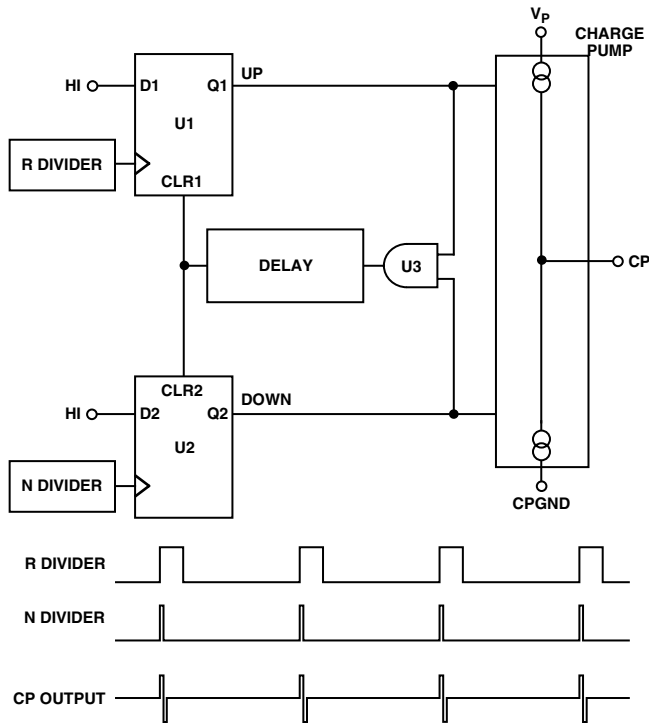 V_P
CHARGE
PUMP
HI
D1
Q1
UP
U1
R DIVIDER
CLR1
DELAY
U3
CP
CLR2
HI
D2
Q2
DOWN
U2
N DIVIDER
CPGND
R DIVIDER
N DIVIDER
CP OUTPUT